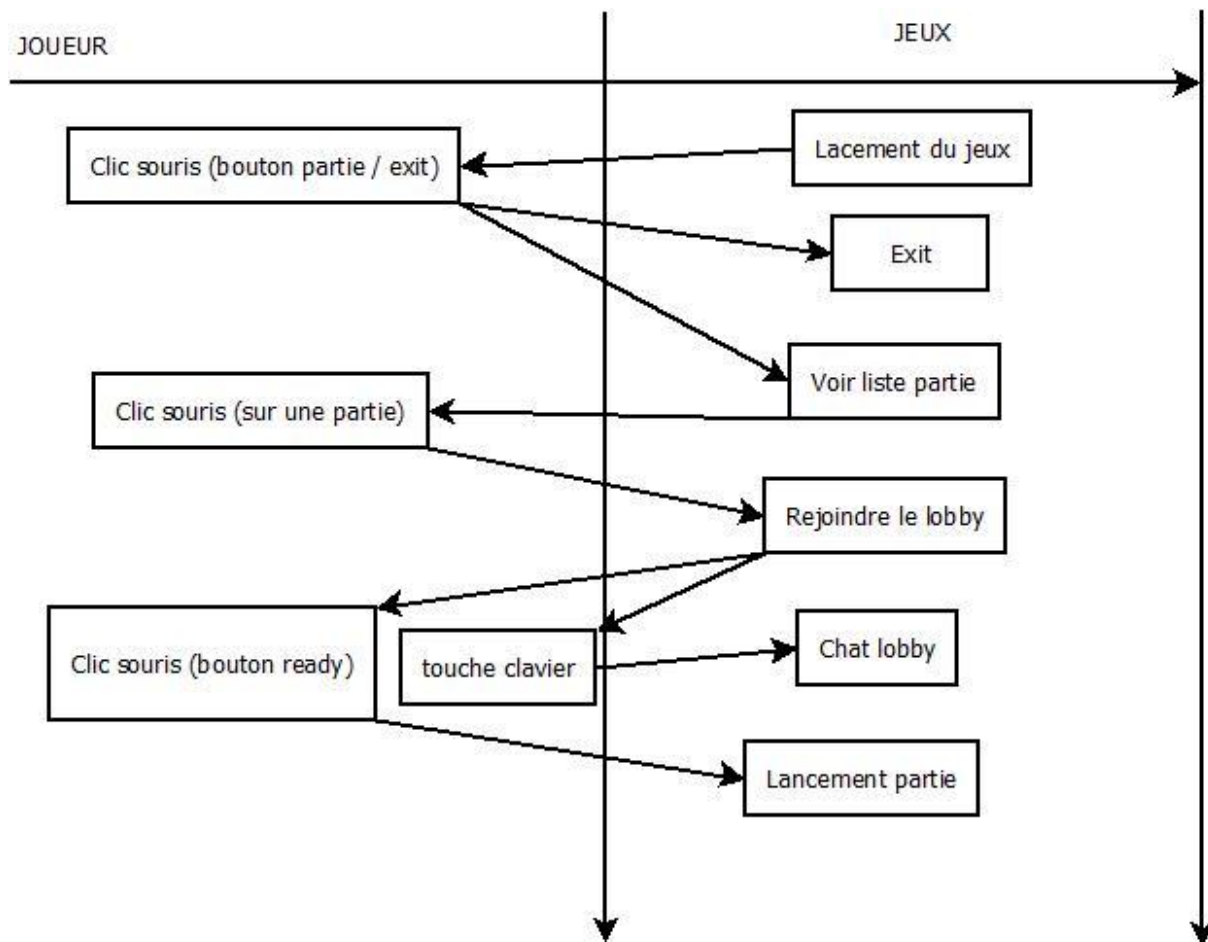 JOUEUR
JEUX
Clic souris (bouton partie / exit)
Lacement du jeux
Exit
Voir liste partie
Clic souris (sur une partie)
Rejoindre le lobby
Clic souris (bouton ready)
touche clavier
Chat lobby
Lancement partie